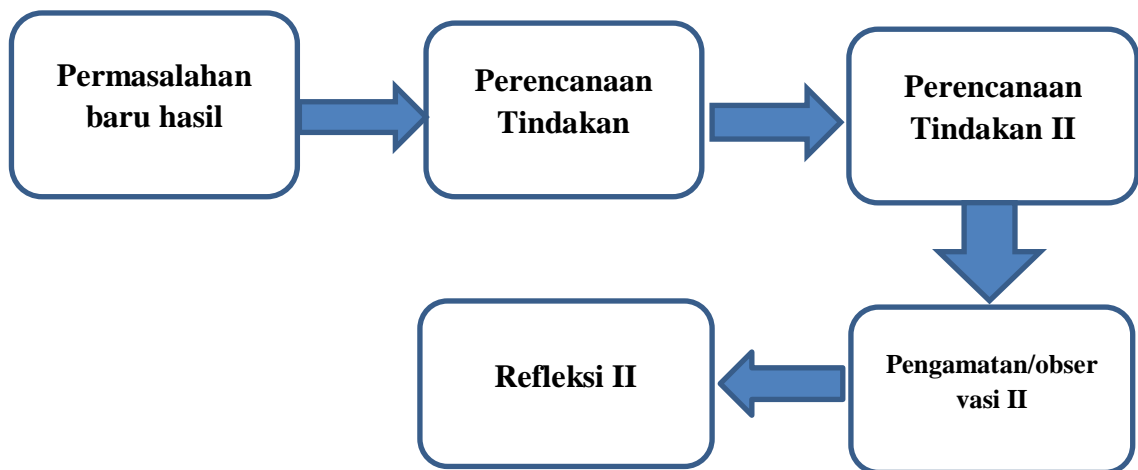 Permasalahan
baru hasil
Perencanaan
Tindakan
Perencanaan
Tindakan II
Pengamatan/obser
vasi II
Refleksi II